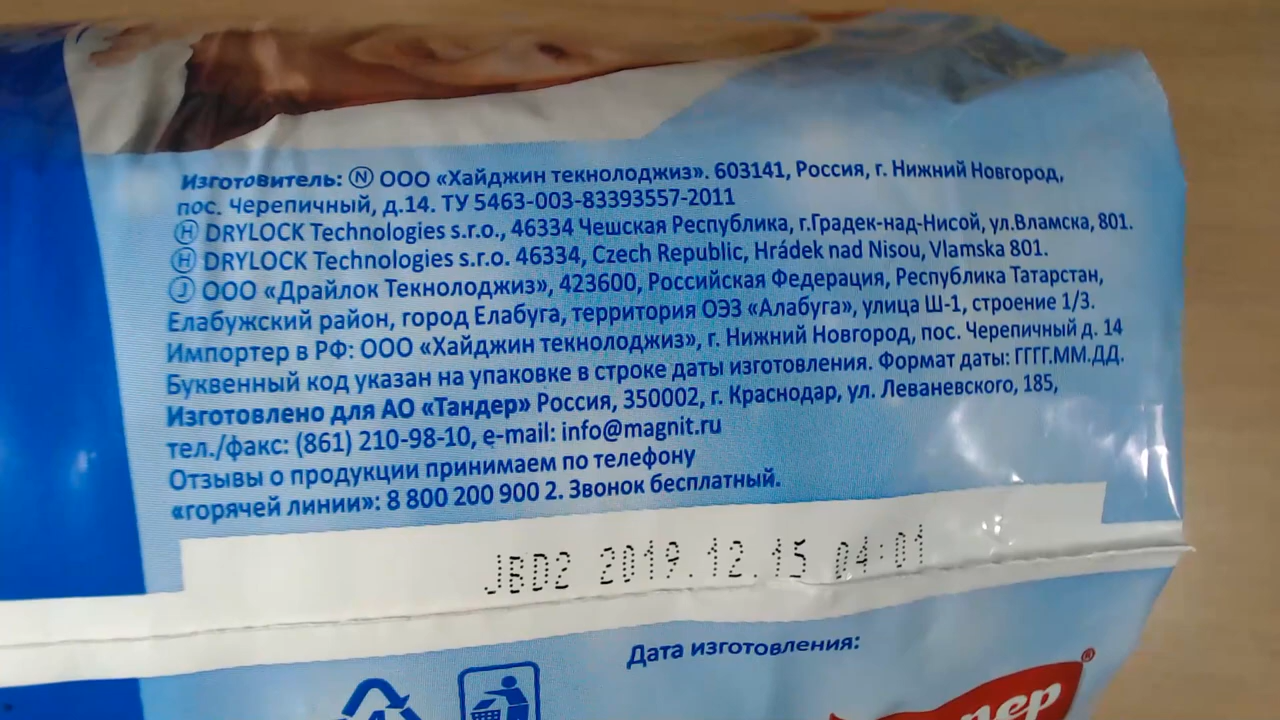 Изготовитель: Ⓝ ООО «Хайджин текнолоджиз». 603141, Россия, г. Нижний Новгород,
пос. Черепичный, д.14. ТУ 5463-003-83393557-2011
Ⓗ DRYLOCK Technologies s.r.o., 46334 Чешская Республика, г.Градек-над-Нисой, ул.Вламска, 801.
Ⓗ DRYLOCK Technologies s.r.o. 46334, Czech Republic, Hrádek nad Nisou, Vlamska 801.
Ⓙ ООО «Драйлок Текнолоджиз», 423600, Российская Федерация, Республика Татарстан,
Елабужский район, город Елабуга, территория ОЭЗ «Алабуга», улица Ш-1, строение 1/3.
Импортер в РФ: ООО «Хайджин текнолоджиз», г. Нижний Новгород, пос. Черепичный д. 14
Буквенный код указан на упаковке в строке даты изготовления. Формат даты: ГГГГ.ММ.ДД.
Изготовлено для АО «Тандер» Россия, 350002, г. Краснодар, ул. Леваневского, 185,
тел./факс: (861) 210-98-10, e-mail: info@magnit.ru
Отзывы о продукции принимаем по телефону
«горячей линии»: 8 800 200 900 2. Звонок бесплатный.
JBD2 2019.12.15 04:01
Дата изготовления: